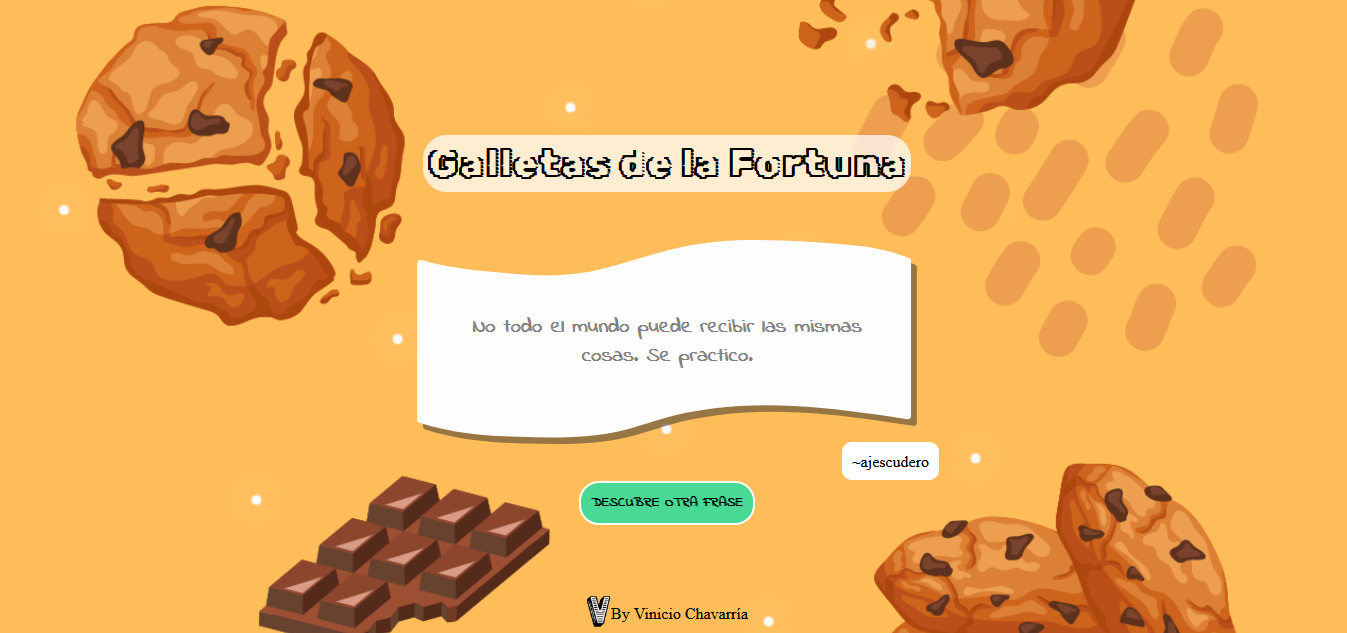 Galletas de la Fortuna
No todo el mundo puede recibir las mismas
cosas. Se practico.
~ajescudero
DESCUBRE OTRA FRASE
V By Vinicio Chavarría